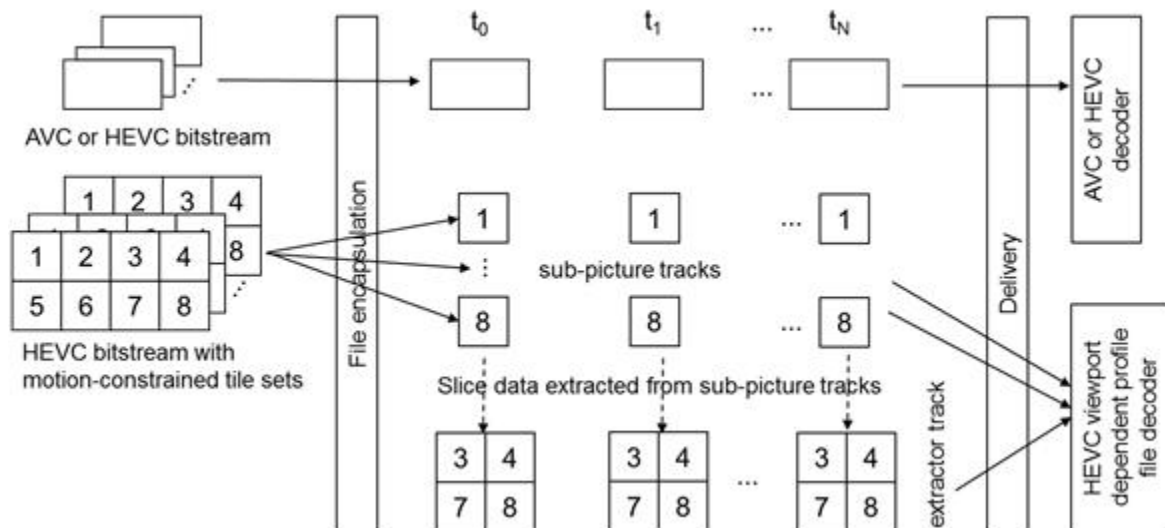 t0 t1 ... tN
...
AVC or HEVC bitstream
File encapsulation
Delivery
AVC or HEVC
decoder
1 2 3 4
8
1 2 3 4
5 6 7 8
HEVC bitstream with
motion-constrained tile sets
1 1 ... 1
sub-picture tracks
8 8 ... 8
Slice data extracted from sub-picture tracks
3 4 3 4 3 4
...
7 8 7 8 7 8
extractor track
HEVC viewport
dependent profile
file decoder